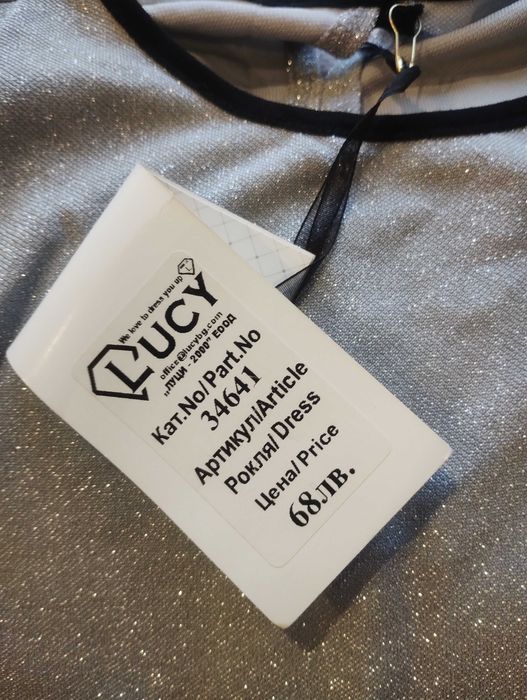 We love to dress you up
LUCY
office@lucybg.com
„ЛУЦИ - 2000" ЕООД
Кат.No/Part.No
34641
Артикул/Article
Рокля/Dress
Цена/Price
68лв.